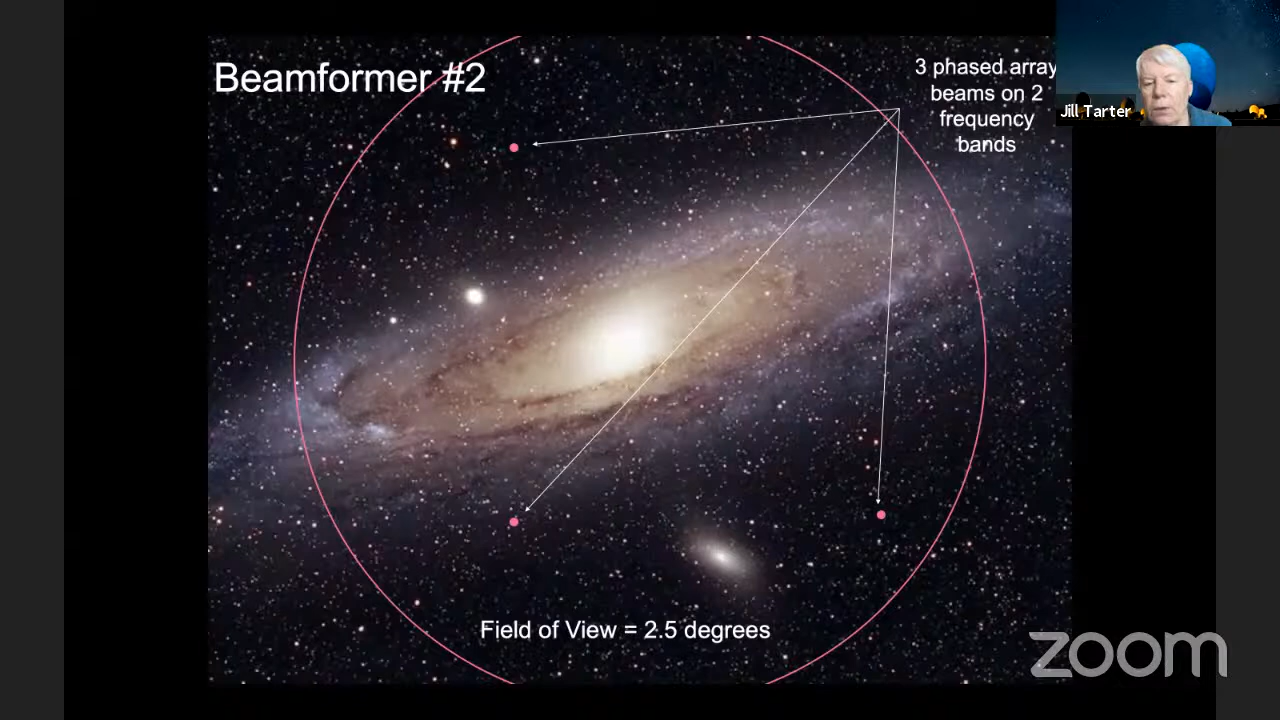 Beamformer #2
3 phased array
beams on 2
frequency
bands
Jill Tarter
Field of View = 2.5 degrees
zoom